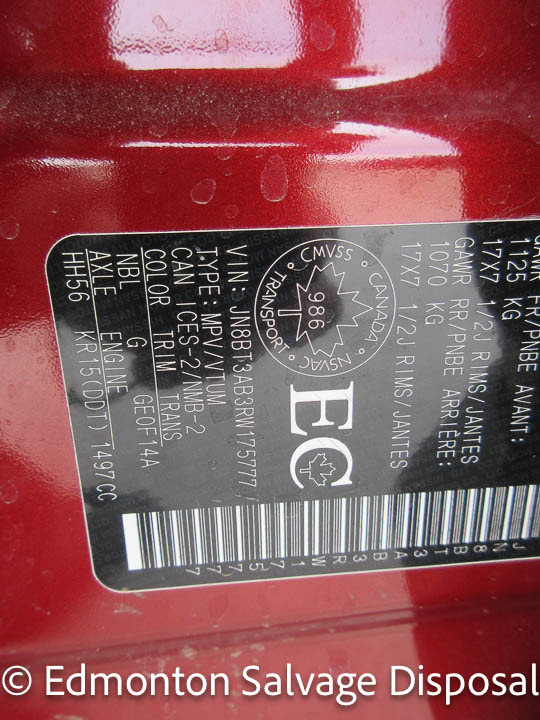 GAWR FR/PNBE AVANT:
1125 KG
17X7 1/2J RIMS/JANTES
GAWR RR/PNBE ARRIÈRE:
1070 KG
17X7 1/2J RIMS/JANTES
CMVSS CANADA NSVAC TRANSPORT
986
EC
VIN: JN8BT3AB3RW175777
TYPE: MPV/VTUM
CAN ICES-2/NMB-2
COLOR TRIM TRANS
NBL G GE0F14A
AXLE ENGINE
HH56 KR15(DDT) 1497CC
JN8BT3AB3RW175777
© Edmonton Salvage Disposal